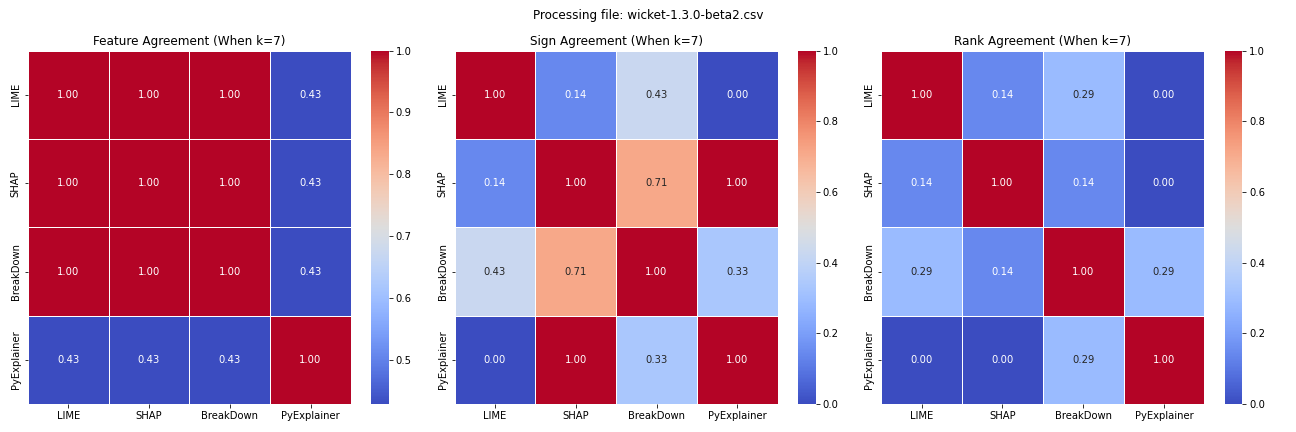 Processing file: wicket-1.3.0-beta2.csv
Feature Agreement (When k=7)
LIME 1.00 1.00 1.00 0.43
SHAP 1.00 1.00 1.00 0.43
BreakDown 1.00 1.00 1.00 0.43
PyExplainer 0.43 0.43 0.43 1.00
LIME SHAP BreakDown PyExplainer
1.0
0.9
0.8
0.7
0.6
0.5
Sign Agreement (When k=7)
LIME 1.00 0.14 0.43 0.00
SHAP 0.14 1.00 0.71 1.00
BreakDown 0.43 0.71 1.00 0.33
PyExplainer 0.00 1.00 0.33 1.00
LIME SHAP BreakDown PyExplainer
1.0
0.8
0.6
0.4
0.2
0.0
Rank Agreement (When k=7)
LIME 1.00 0.14 0.29 0.00
SHAP 0.14 1.00 0.14 0.00
BreakDown 0.29 0.14 1.00 0.29
PyExplainer 0.00 0.00 0.29 1.00
LIME SHAP BreakDown PyExplainer
1.0
0.8
0.6
0.4
0.2
0.0